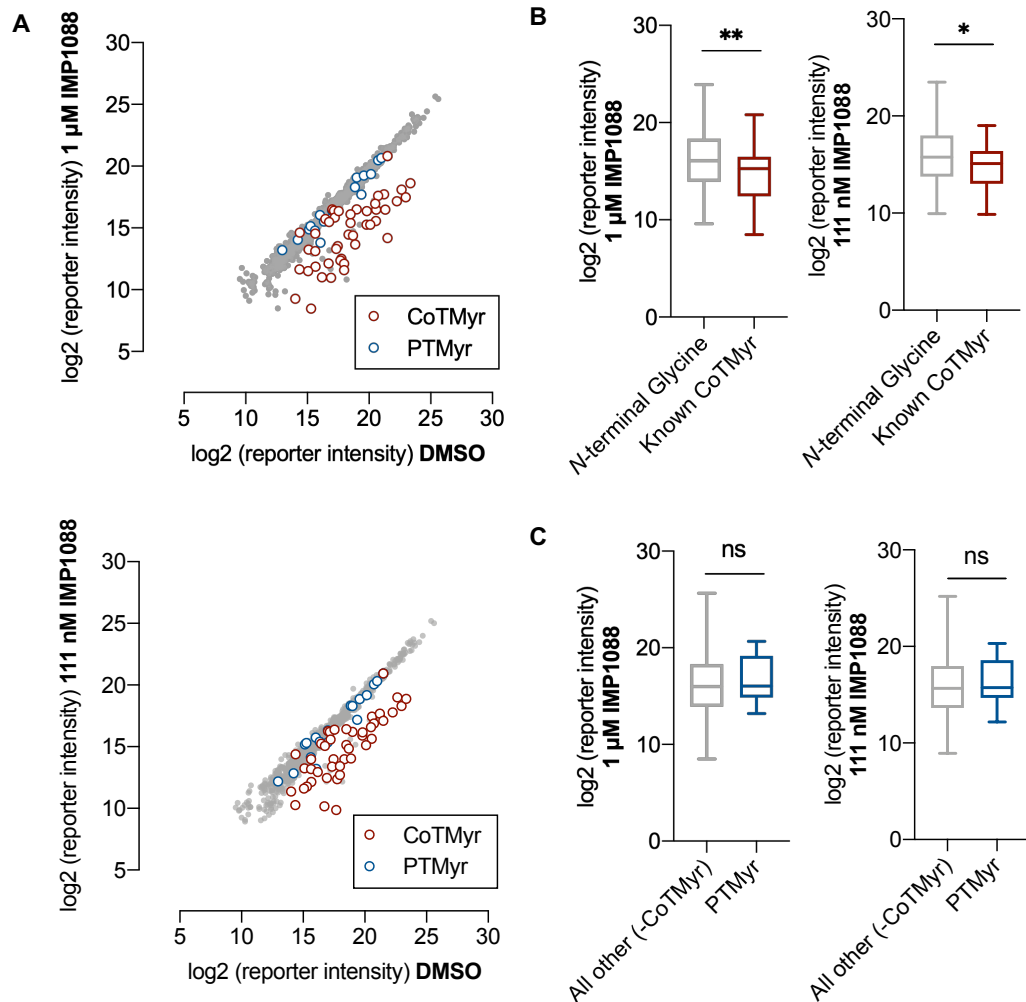 A
log2 (reporter intensity) 1 µM IMP1088
30
25
20
15
10
5
CoTMyr
PTMyr
5 10 15 20 25 30
log2 (reporter intensity) DMSO
log2 (reporter intensity) 111 nM IMP1088
30
25
20
15
10
5
CoTMyr
PTMyr
5 10 15 20 25 30
log2 (reporter intensity) DMSO
B
log2 (reporter intensity)
1 µM IMP1088
30
20
10
0
**
N-terminal Glycine
Known CoTMyr
log2 (reporter intensity)
111 nM IMP1088
30
20
10
0
*
N-terminal Glycine
Known CoTMyr
C
log2 (reporter intensity)
1 µM IMP1088
30
20
10
0
ns
All other (-CoTMyr)
PTMyr
log2 (reporter intensity)
111 nM IMP1088
30
20
10
0
ns
All other (-CoTMyr)
PTMyr